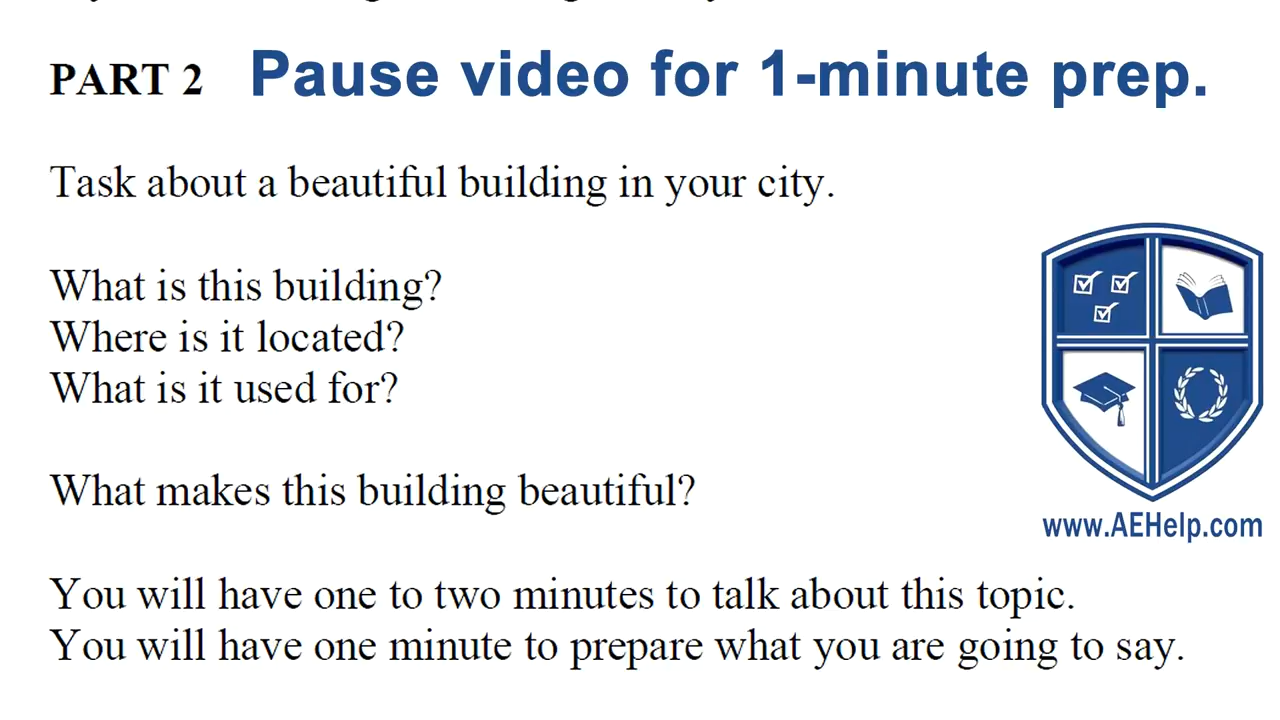 PART 2 Pause video for 1-minute prep.
Task about a beautiful building in your city.
What is this building?
Where is it located?
What is it used for?
What makes this building beautiful?
www.AEHelp.com
You will have one to two minutes to talk about this topic.
You will have one minute to prepare what you are going to say.